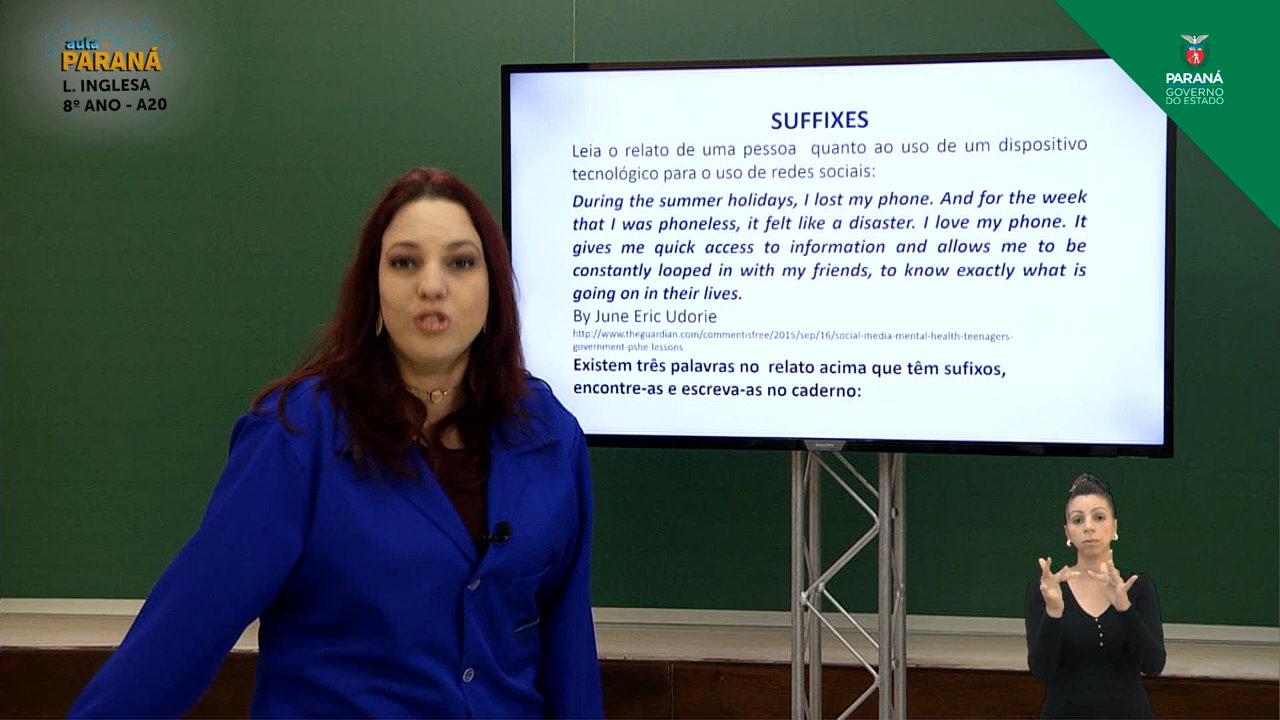 aula
PARANÁ
L. INGLESA
8º ANO - A20
PARANÁ
GOVERNO
DO ESTADO
SUFFIXES
Leia o relato de uma pessoa quanto ao uso de um dispositivo
tecnológico para o uso de redes sociais:
During the summer holidays, I lost my phone. And for the week
that I was phoneless, it felt like a disaster. I love my phone. It
gives me quick access to information and allows me to be
constantly looped in with my friends, to know exactly what is
going on in their lives.
By June Eric Udorie
http://www.theguardian.com/commentisfree/2015/sep/16/social-media-mental-health-teenagers-
government-pshe-lessons
Existem três palavras no relato acima que têm sufixos,
encontre-as e escreva-as no caderno:
PHILIPS